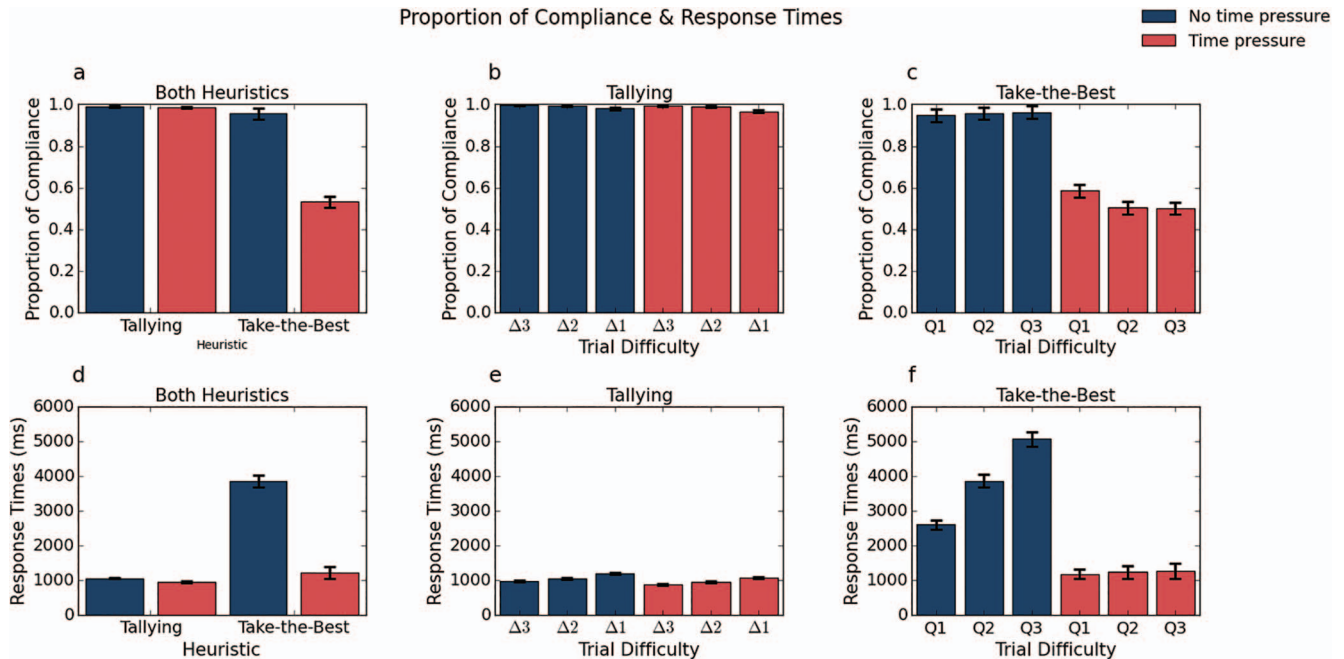 Proportion of Compliance & Response Times
No time pressure
Time pressure
a
Both Heuristics
Proportion of Compliance
1.0
0.8
0.6
0.4
0.2
0.0
Tallying Take-the-Best
Heuristic
b
Tallying
Proportion of Compliance
1.0
0.8
0.6
0.4
0.2
0.0
Δ3 Δ2 Δ1 Δ3 Δ2 Δ1
Trial Difficulty
c
Take-the-Best
Proportion of Compliance
1.0
0.8
0.6
0.4
0.2
0.0
Q1 Q2 Q3 Q1 Q2 Q3
Trial Difficulty
d
Both Heuristics
Response Times (ms)
6000
5000
4000
3000
2000
1000
0
Tallying Take-the-Best
Heuristic
e
Tallying
Response Times (ms)
6000
5000
4000
3000
2000
1000
0
Δ3 Δ2 Δ1 Δ3 Δ2 Δ1
Trial Difficulty
f
Take-the-Best
Response Times (ms)
6000
5000
4000
3000
2000
1000
0
Q1 Q2 Q3 Q1 Q2 Q3
Trial Difficulty